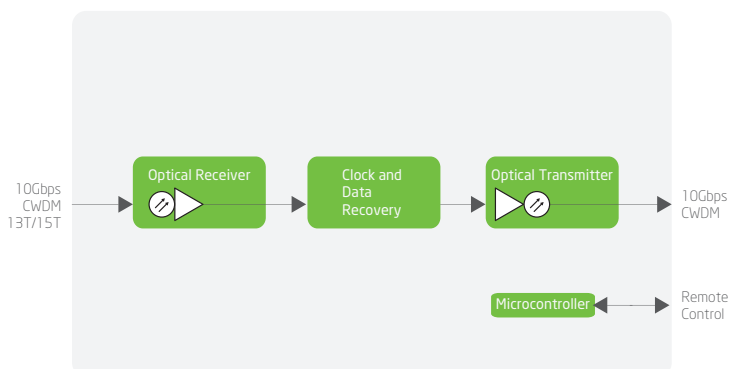 10Gbps
CWDM
13T/15T
Optical Receiver
Clock and
Data
Recovery
Optical Transmitter
10Gbps
CWDM
Microcontroller
Remote
Control